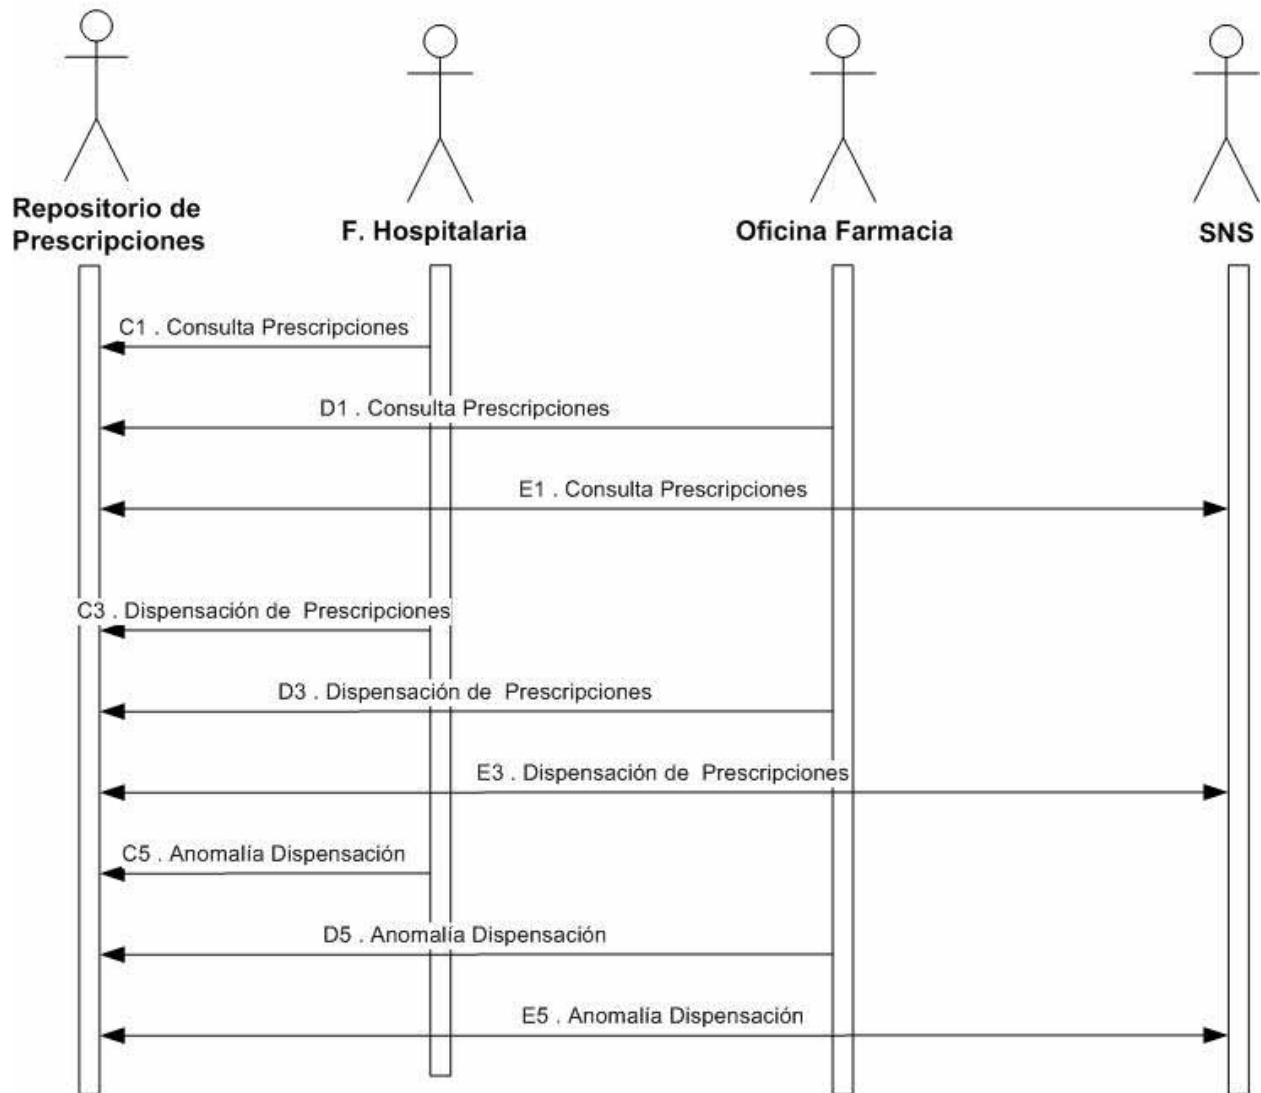 Repositorio de
Prescripciones
F. Hospitalaria
Oficina Farmacia
SNS
C1 . Consulta Prescripciones
D1 . Consulta Prescripciones
E1 . Consulta Prescripciones
C3 . Dispensación de  Prescripciones
D3 . Dispensación de  Prescripciones
E3 . Dispensación de  Prescripciones
C5 . Anomalía Dispensación
D5 . Anomalía Dispensación
E5 . Anomalía Dispensación